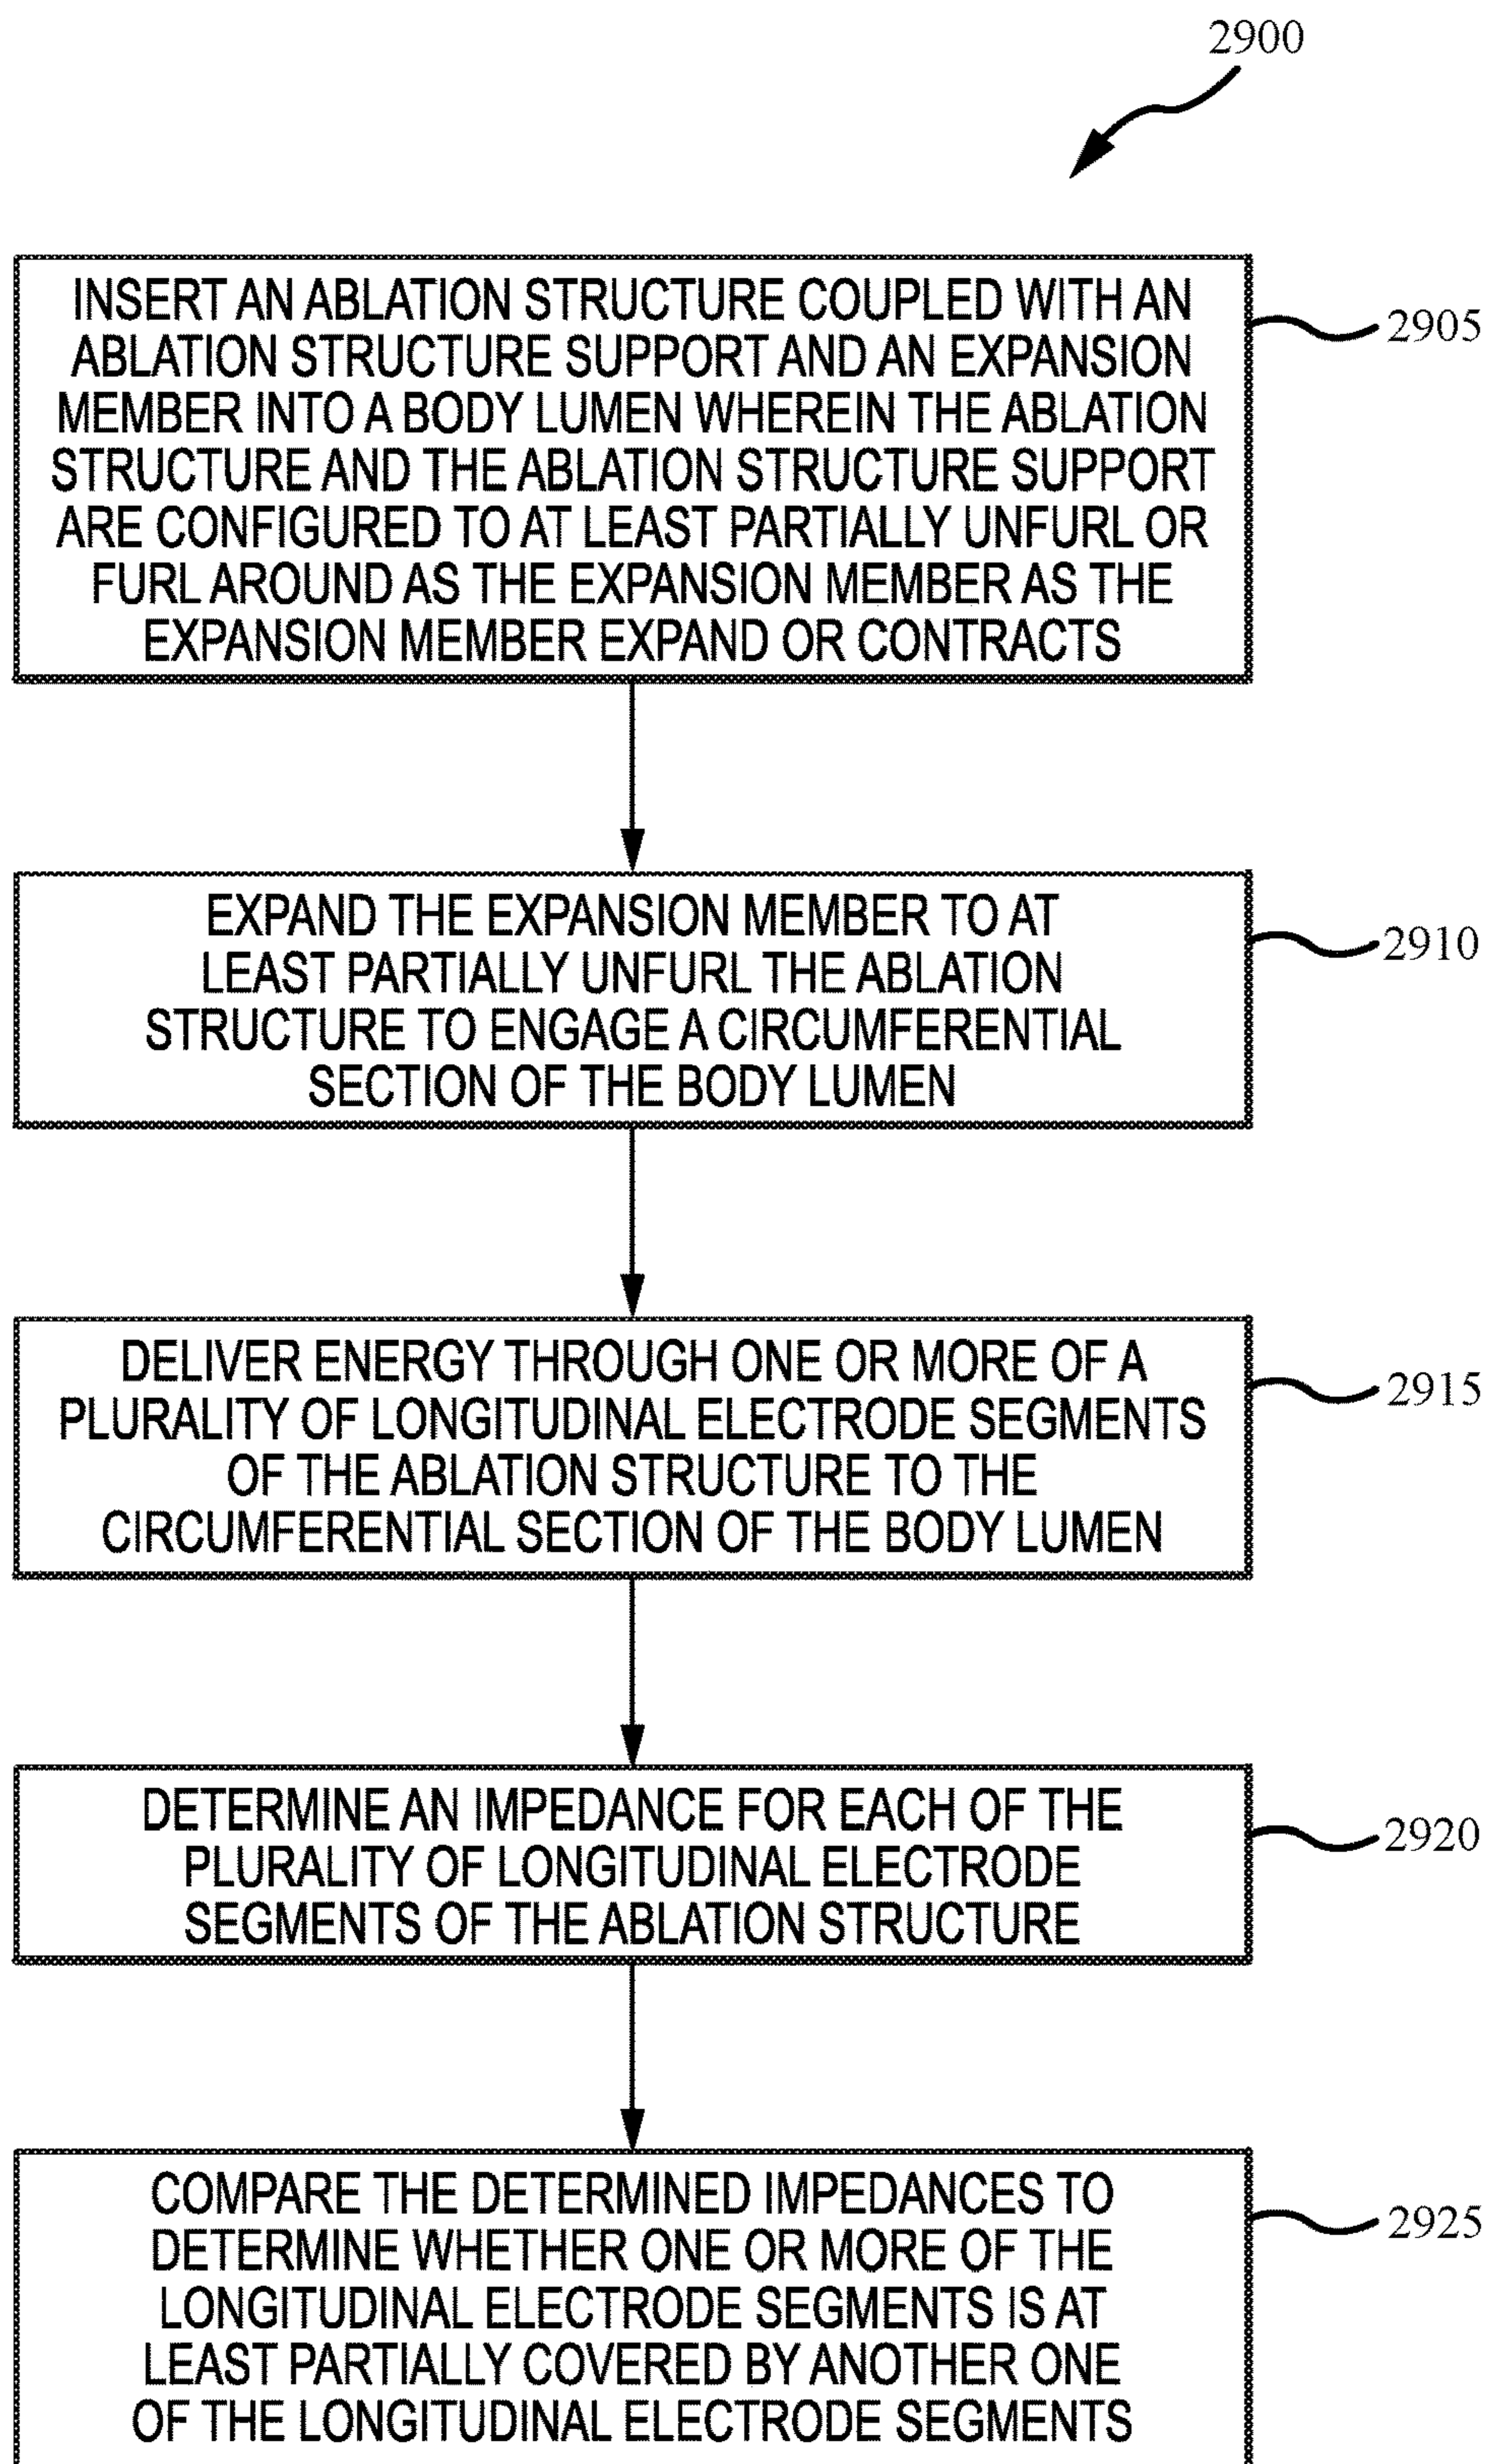 2900
INSERT AN ABLATION STRUCTURE COUPLED WITH AN
ABLATION STRUCTURE SUPPORT AND AN EXPANSION
MEMBER INTO A BODY LUMEN WHEREIN THE ABLATION
STRUCTURE AND THE ABLATION STRUCTURE SUPPORT
ARE CONFIGURED TO AT LEAST PARTIALLY UNFURL OR
FURL AROUND AS THE EXPANSION MEMBER AS THE
EXPANSION MEMBER EXPAND OR CONTRACTS
2905
EXPAND THE EXPANSION MEMBER TO AT
LEAST PARTIALLY UNFURL THE ABLATION
STRUCTURE TO ENGAGE A CIRCUMFERENTIAL
SECTION OF THE BODY LUMEN
2910
DELIVER ENERGY THROUGH ONE OR MORE OF A
PLURALITY OF LONGITUDINAL ELECTRODE SEGMENTS
OF THE ABLATION STRUCTURE TO THE
CIRCUMFERENTIAL SECTION OF THE BODY LUMEN
2915
DETERMINE AN IMPEDANCE FOR EACH OF THE
PLURALITY OF LONGITUDINAL ELECTRODE
SEGMENTS OF THE ABLATION STRUCTURE
2920
COMPARE THE DETERMINED IMPEDANCES TO
DETERMINE WHETHER ONE OR MORE OF THE
LONGITUDINAL ELECTRODE SEGMENTS IS AT
LEAST PARTIALLY COVERED BY ANOTHER ONE
OF THE LONGITUDINAL ELECTRODE SEGMENTS
2925